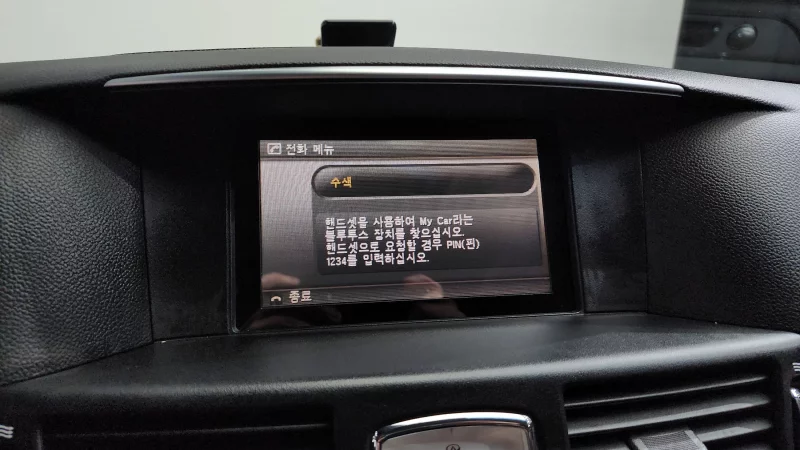 전화 메뉴
수색
핸드셋을 사용하여 My Car라는
블루투스 장치를 찾으십시오.
핸드셋으로 요청할 경우 PIN(핀)
1234를 입력하십시오.
종료